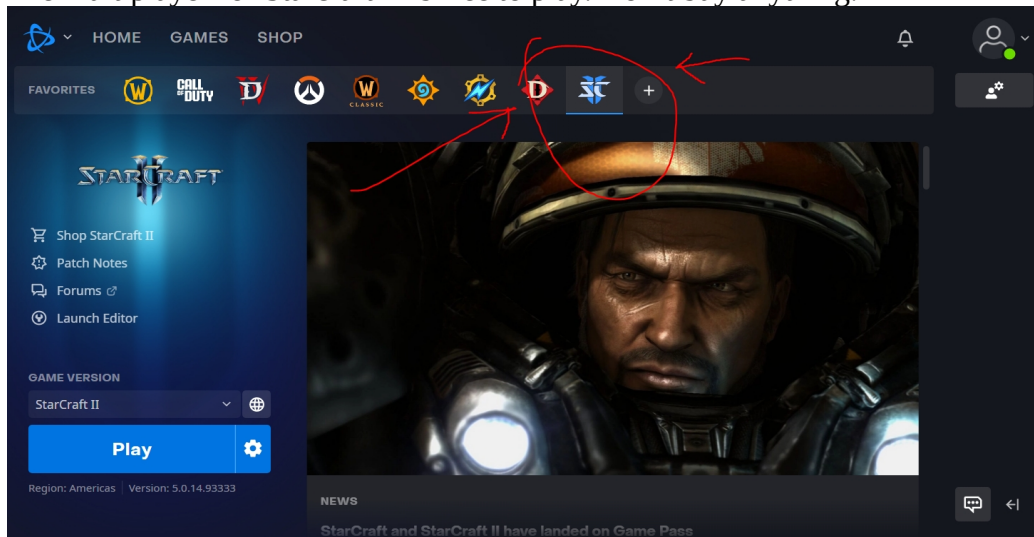 HOME GAMES SHOP
FAVORITES
CALL OF DUTY
W CLASSIC
STARCRAFT II
Shop StarCraft II
Patch Notes
Forums
Launch Editor
GAME VERSION
StarCraft II
Play
Region: Americas Version: 5.0.14.93333
NEWS
StarCraft and StarCraft II have landed on Game Pass